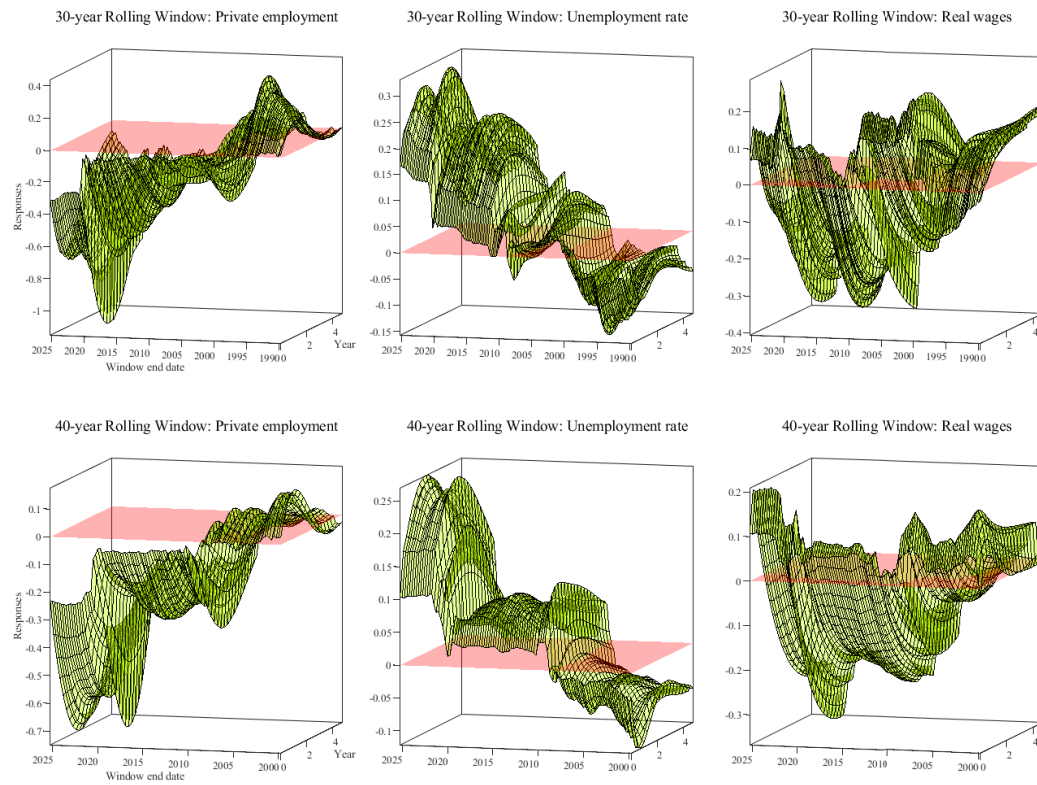 30-year Rolling Window: Private employment
30-year Rolling Window: Unemployment rate
30-year Rolling Window: Real wages
0.4
0.2
0
-0.2
-0.4
-0.6
-0.8
-1
Responses
2025 2020 2015 2010 2005 2000 1995 1990
0 2 4
Window end date
Year
0.3
0.25
0.2
0.15
0.1
0.05
0
-0.05
-0.1
-0.15
2025 2020 2015 2010 2005 2000 1995 1990
0 2 4
0.2
0.1
0
-0.1
-0.2
-0.3
-0.4
2025 2020 2015 2010 2005 2000 1995 1990
0 2 4
40-year Rolling Window: Private employment
40-year Rolling Window: Unemployment rate
40-year Rolling Window: Real wages
0.1
0
-0.1
-0.2
-0.3
-0.4
-0.5
-0.6
-0.7
Responses
2025 2020 2015 2010 2005 2000
0 2 4
Window end date
Year
0.25
0.2
0.15
0.1
0.05
0
-0.05
-0.1
2025 2020 2015 2010 2005 2000
0 2 4
0.2
0.1
0
-0.1
-0.2
-0.3
2025 2020 2015 2010 2005 2000
0 2 4